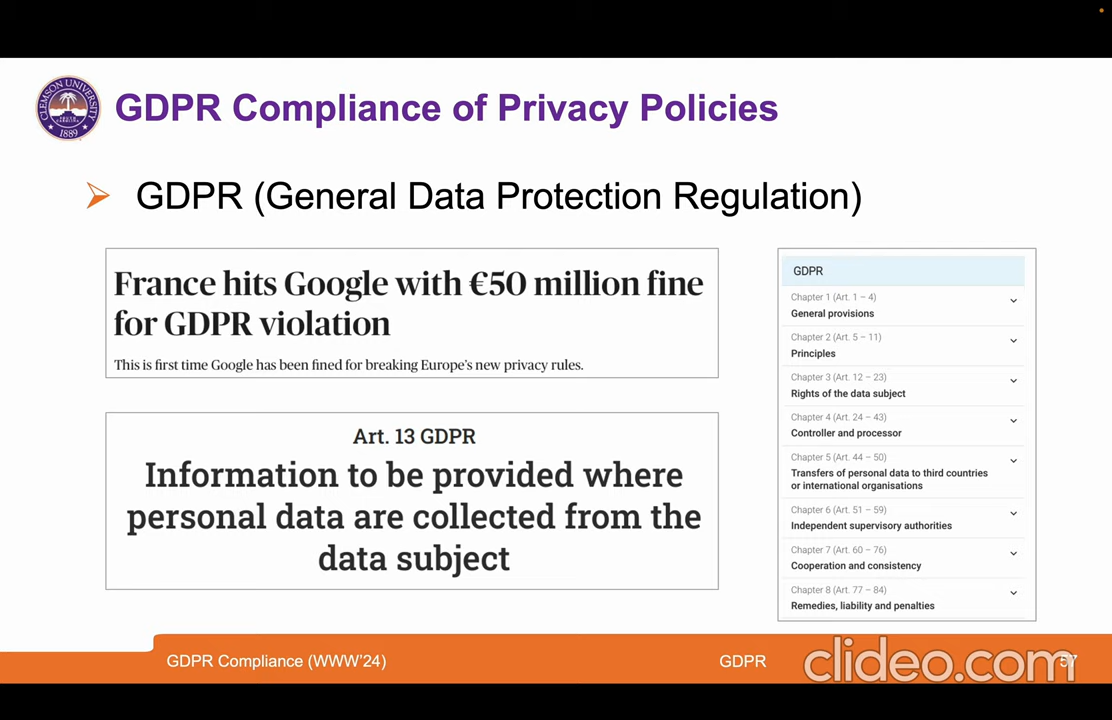 CLEMSON UNIVERSITY
1889
GDPR Compliance of Privacy Policies
GDPR (General Data Protection Regulation)
France hits Google with €50 million fine
for GDPR violation
This is first time Google has been fined for breaking Europe's new privacy rules.
Art. 13 GDPR
Information to be provided where
personal data are collected from the
data subject
GDPR
Chapter 1 (Art. 1 – 4)
General provisions
Chapter 2 (Art. 5 – 11)
Principles
Chapter 3 (Art. 12 – 23)
Rights of the data subject
Chapter 4 (Art. 24 – 43)
Controller and processor
Chapter 5 (Art. 44 – 50)
Transfers of personal data to third countries
or international organisations
Chapter 6 (Art. 51 – 59)
Independent supervisory authorities
Chapter 7 (Art. 60 – 76)
Cooperation and consistency
Chapter 8 (Art. 77 – 84)
Remedies, liability and penalties
GDPR Compliance (WWW'24)
GDPR
57
clideo.com